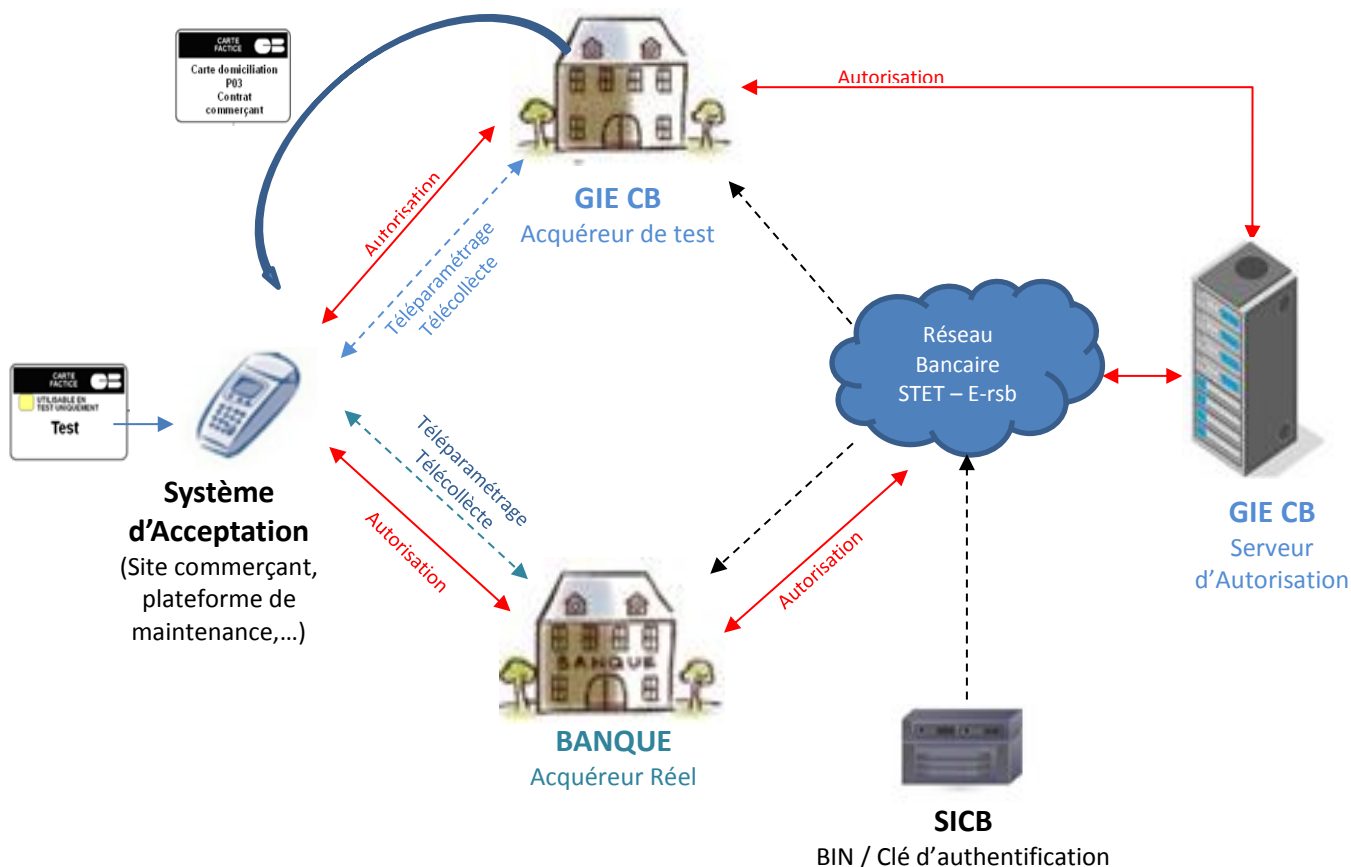 CARTE
FACTICE
Carte domiciliation
P03
Contrat
commerçant
Autorisation
GIE CB
Acquéreur de test
Autorisation
Téléparamétrage
Télécollècte
Réseau
Bancaire
STET – E-rsb
CARTE
FACTICE
UTILISABLE EN
TEST UNIQUEMENT
Test
Système
d’Acceptation
(Site commerçant,
plateforme de
maintenance,…)
Téléparamétrage
Télécollècte
Autorisation
Autorisation
GIE CB
Serveur
d’Autorisation
BANQUE
BANQUE
Acquéreur Réel
SICB
BIN / Clé d’authentification